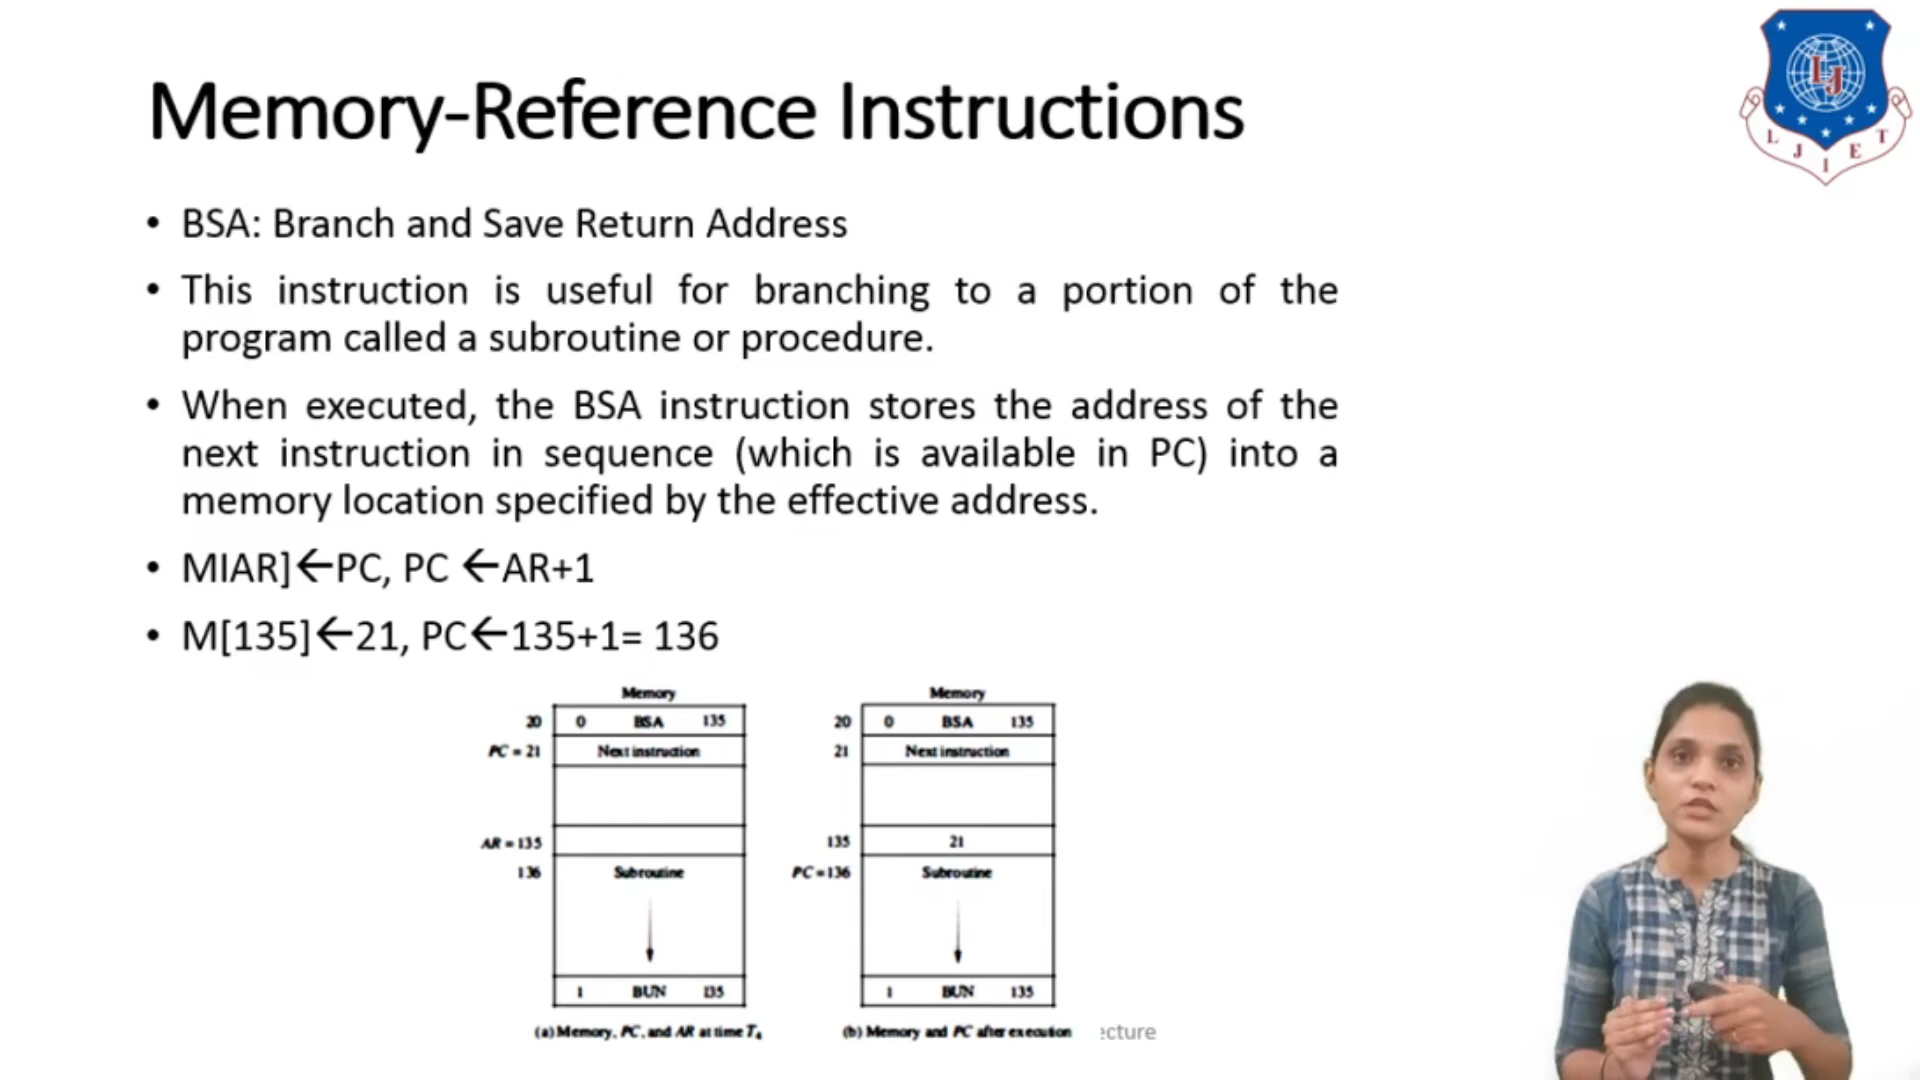 Memory-Reference Instructions
L J I E T
LJ
• BSA: Branch and Save Return Address
• This instruction is useful for branching to a portion of the
program called a subroutine or procedure.
• When executed, the BSA instruction stores the address of the
next instruction in sequence (which is available in PC) into a
memory location specified by the effective address.
• MIAR]←PC, PC ←AR+1
• M[135]←21, PC←135+1= 136
Memory
20 0 BSA 135
PC = 21 Next instruction
AR = 135
136 Subroutine
1 BUN 135
(a) Memory, PC, and AR at time T4
Memory
20 0 BSA 135
21 Next instruction
135 21
PC = 136 Subroutine
1 BUN 135
(b) Memory and PC after execution
ecture